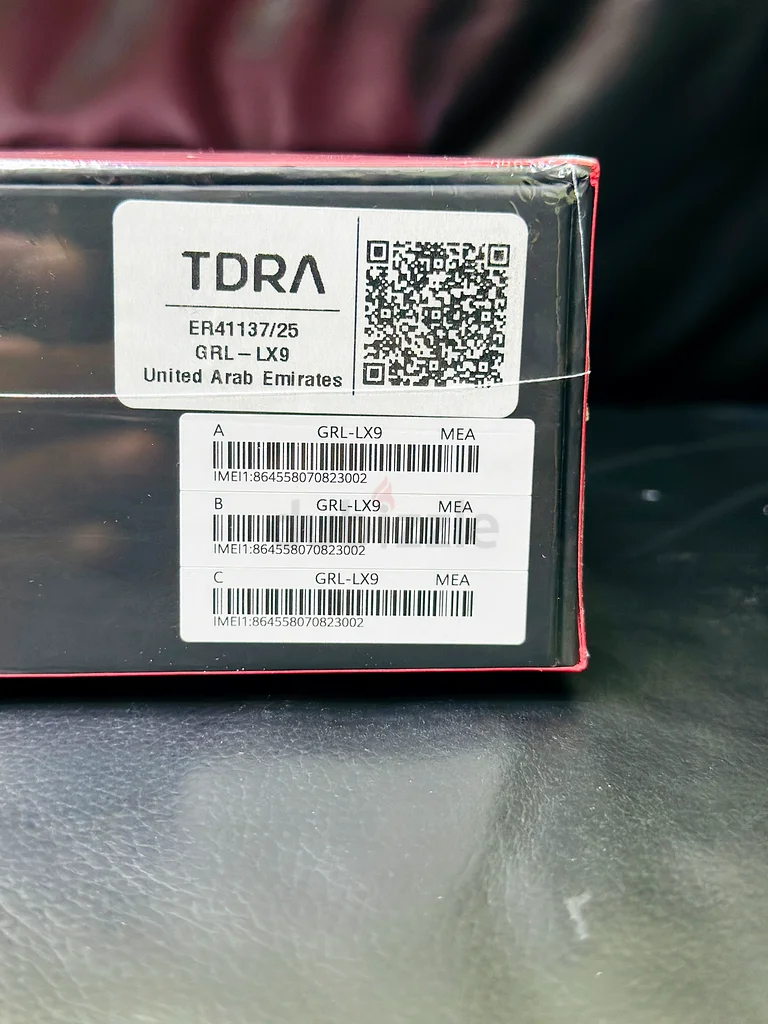 TDRA
ER41137/25
GRL-LX9
United Arab Emirates
A GRL-LX9 MEA
IMEI1:864558070823002
B GRL-LX9 MEA
IMEI1:864558070823002
dubizzle
C GRL-LX9 MEA
IMEI1:864558070823002